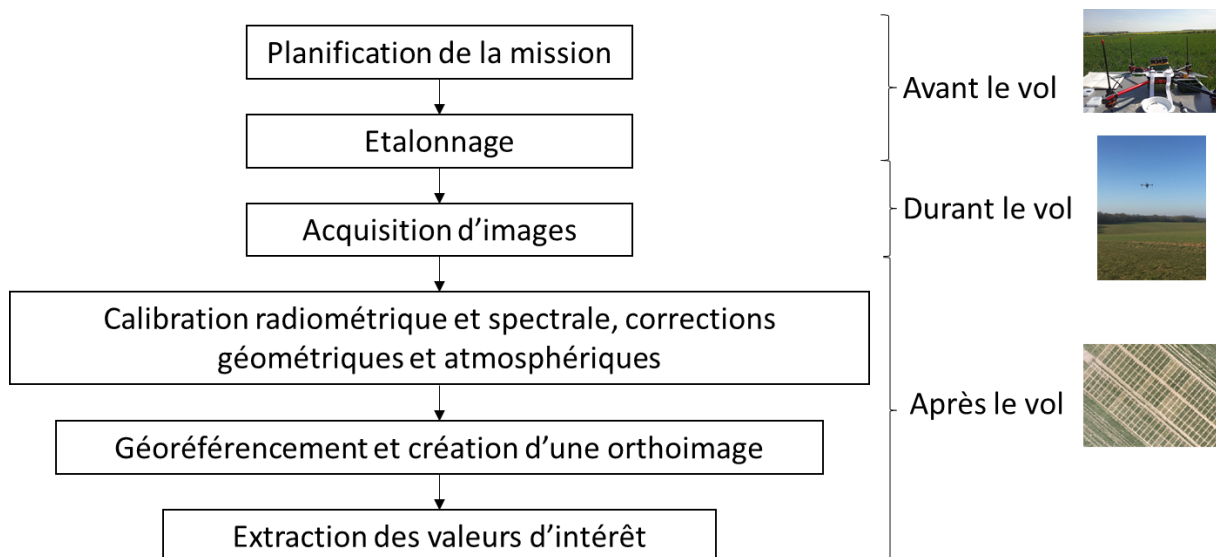 Planification de la mission
Etalonnage
Acquisition d’images
Calibration radiométrique et spectrale, corrections
géométriques et atmosphériques
Géoréférencement et création d’une orthoimage
Extraction des valeurs d’intérêt
Avant le vol
Durant le vol
Après le vol